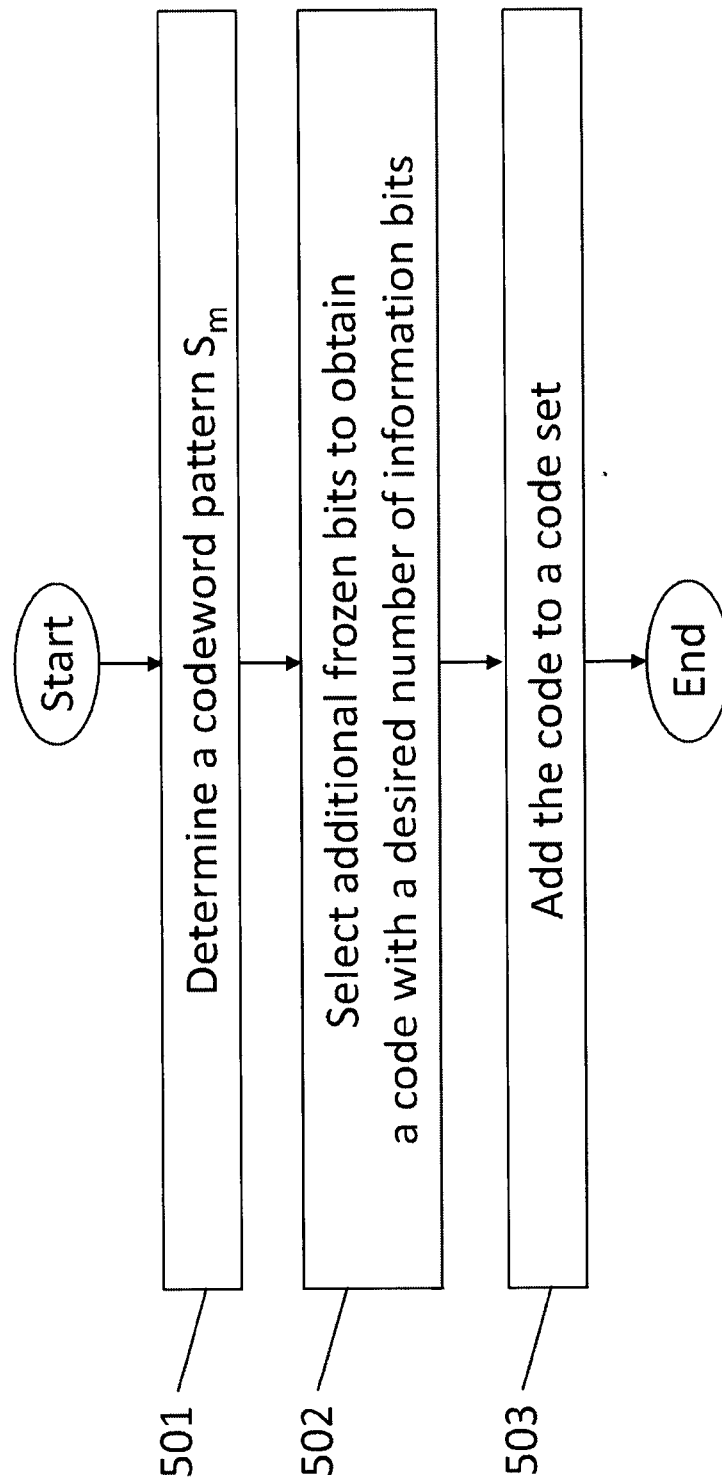 Start
501
Determine a codeword pattern Sₘ
502
Select additional frozen bits to obtain
a code with a desired number of information bits
503
Add the code to a code set
End